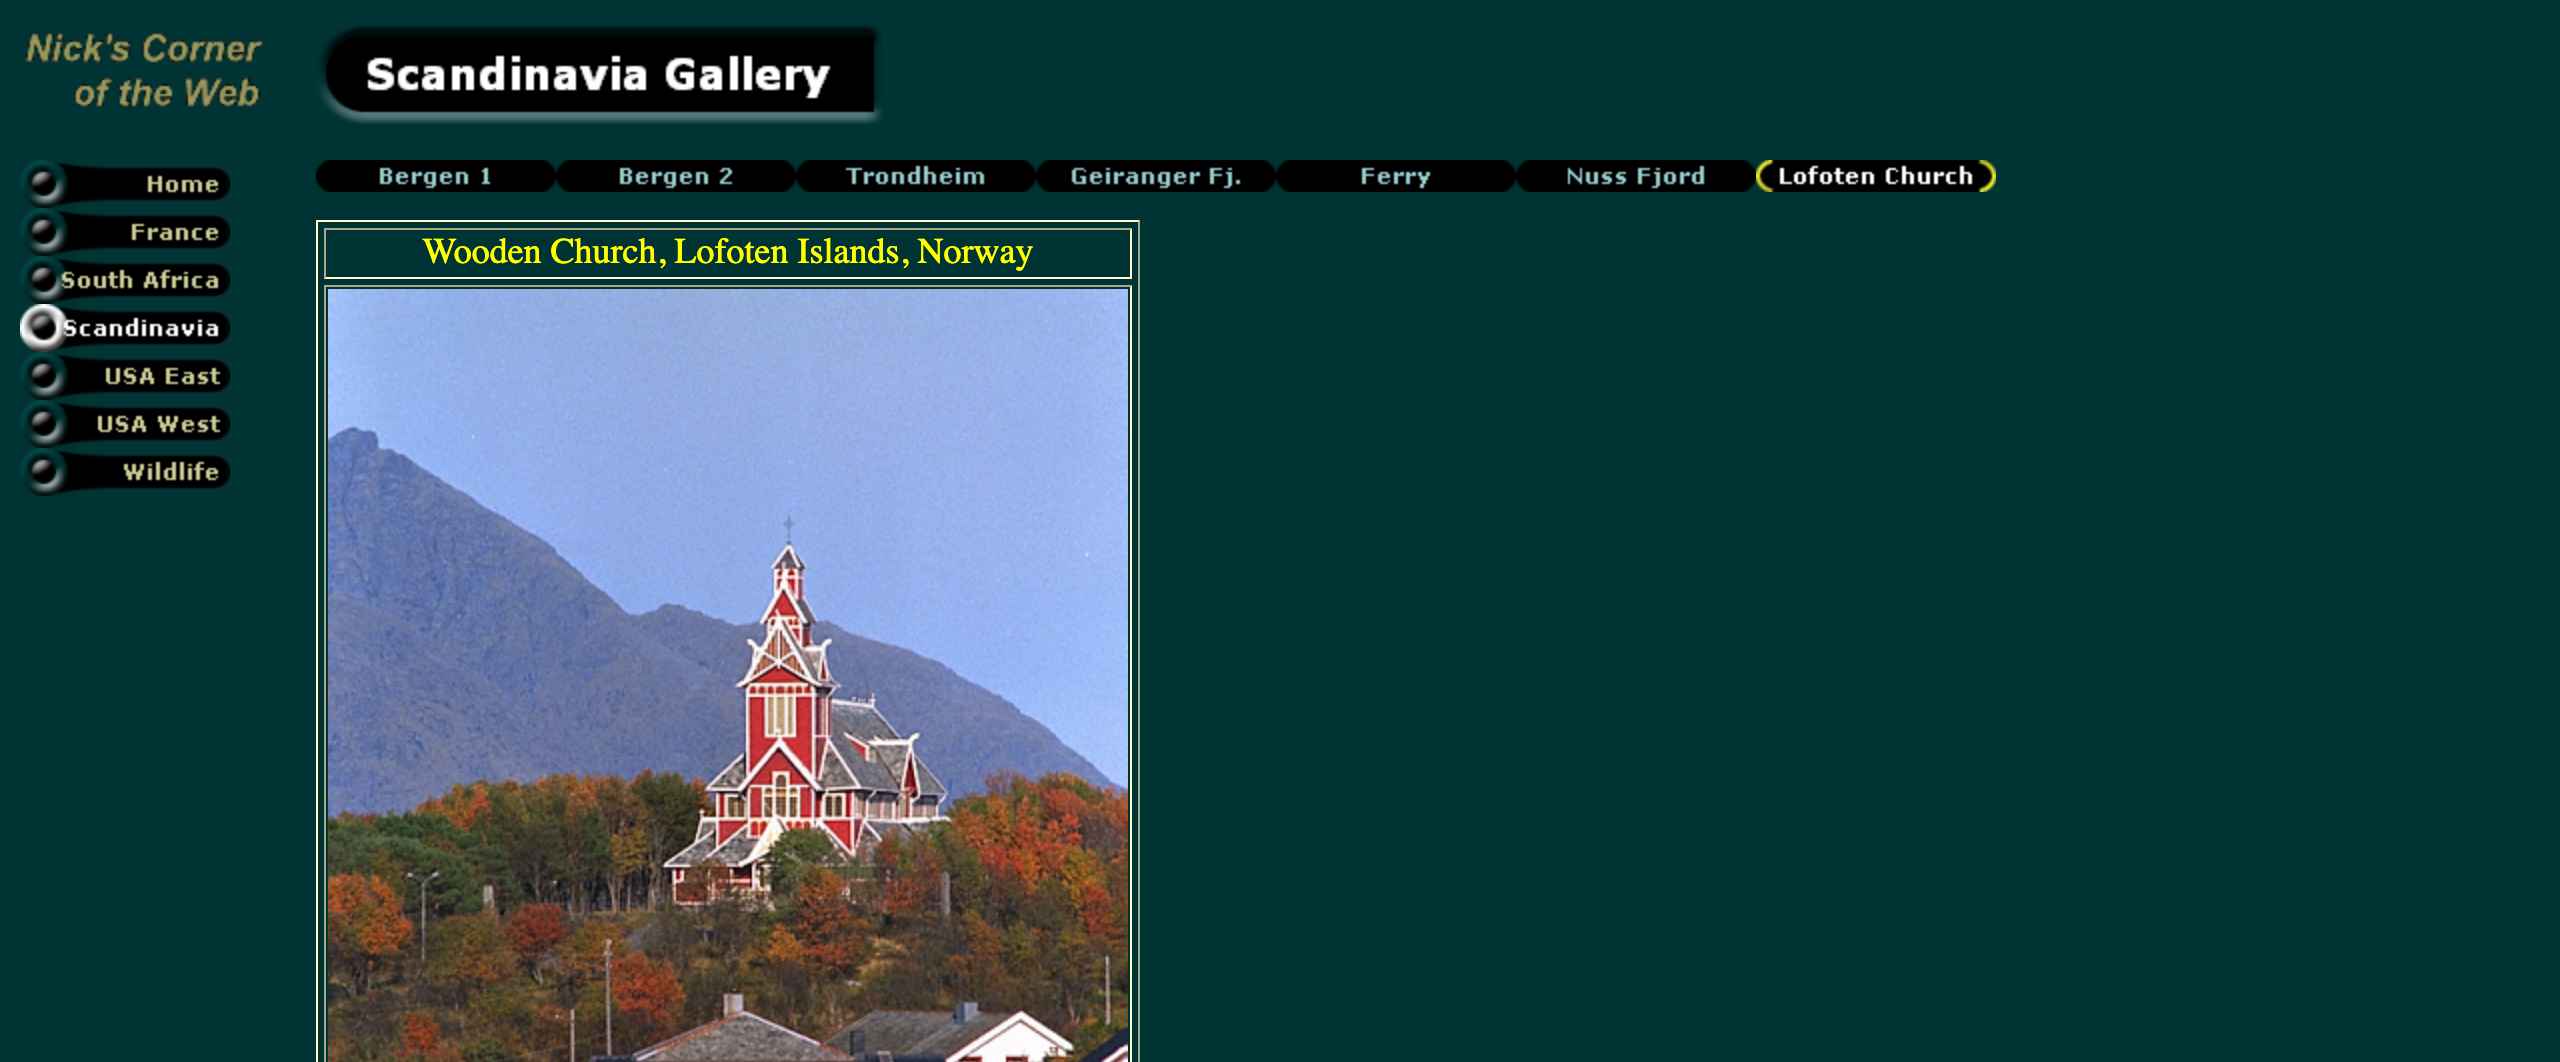 Nick's Corner
of the Web
Scandinavia Gallery
Home
France
South Africa
Scandinavia
USA East
USA West
Wildlife
Bergen 1
Bergen 2
Trondheim
Geiranger Fj.
Ferry
Nuss Fjord
Lofoten Church
Wooden Church, Lofoten Islands, Norway